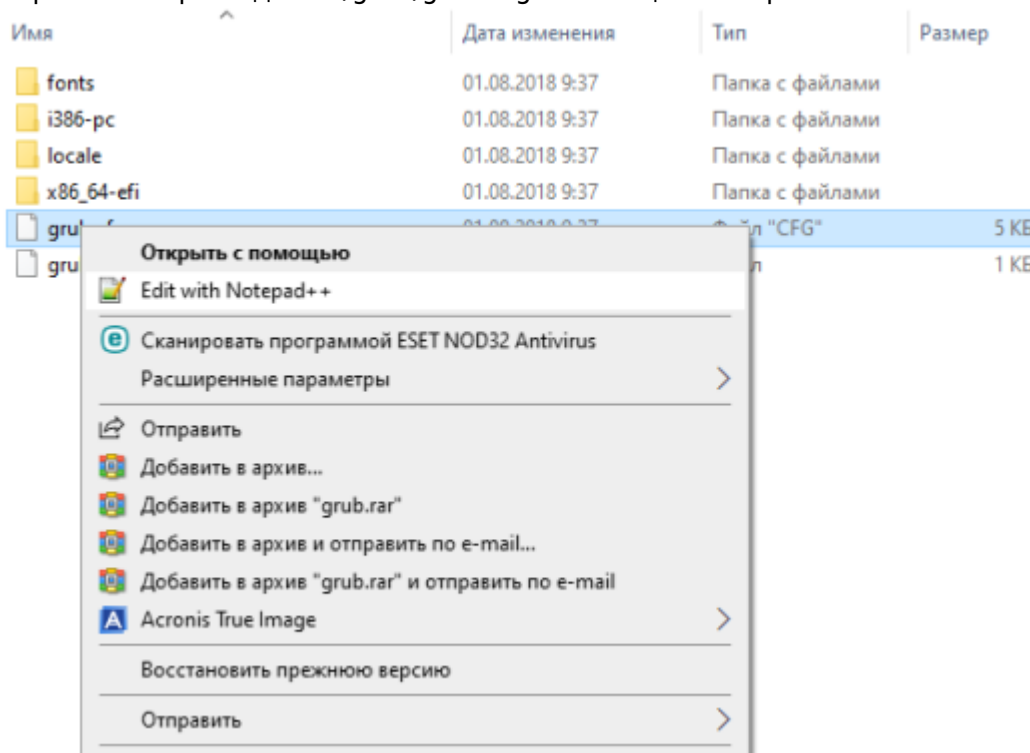 Имя Дата изменения Тип Размер
fonts 01.08.2018 9:37 Папка с файлами
i386-pc 01.08.2018 9:37 Папка с файлами
locale 01.08.2018 9:37 Папка с файлами
x86_64-efi 01.08.2018 9:37 Папка с файлами
"CFG" 5 КБ
gru 1 КБ
Открыть с помощью
Edit with Notepad++
Сканировать программой ESET NOD32 Antivirus
Расширенные параметры
Отправить
Добавить в архив...
Добавить в архив "grub.rar"
Добавить в архив и отправить по e-mail...
Добавить в архив "grub.rar" и отправить по e-mail
Acronis True Image
Восстановить прежнюю версию
Отправить